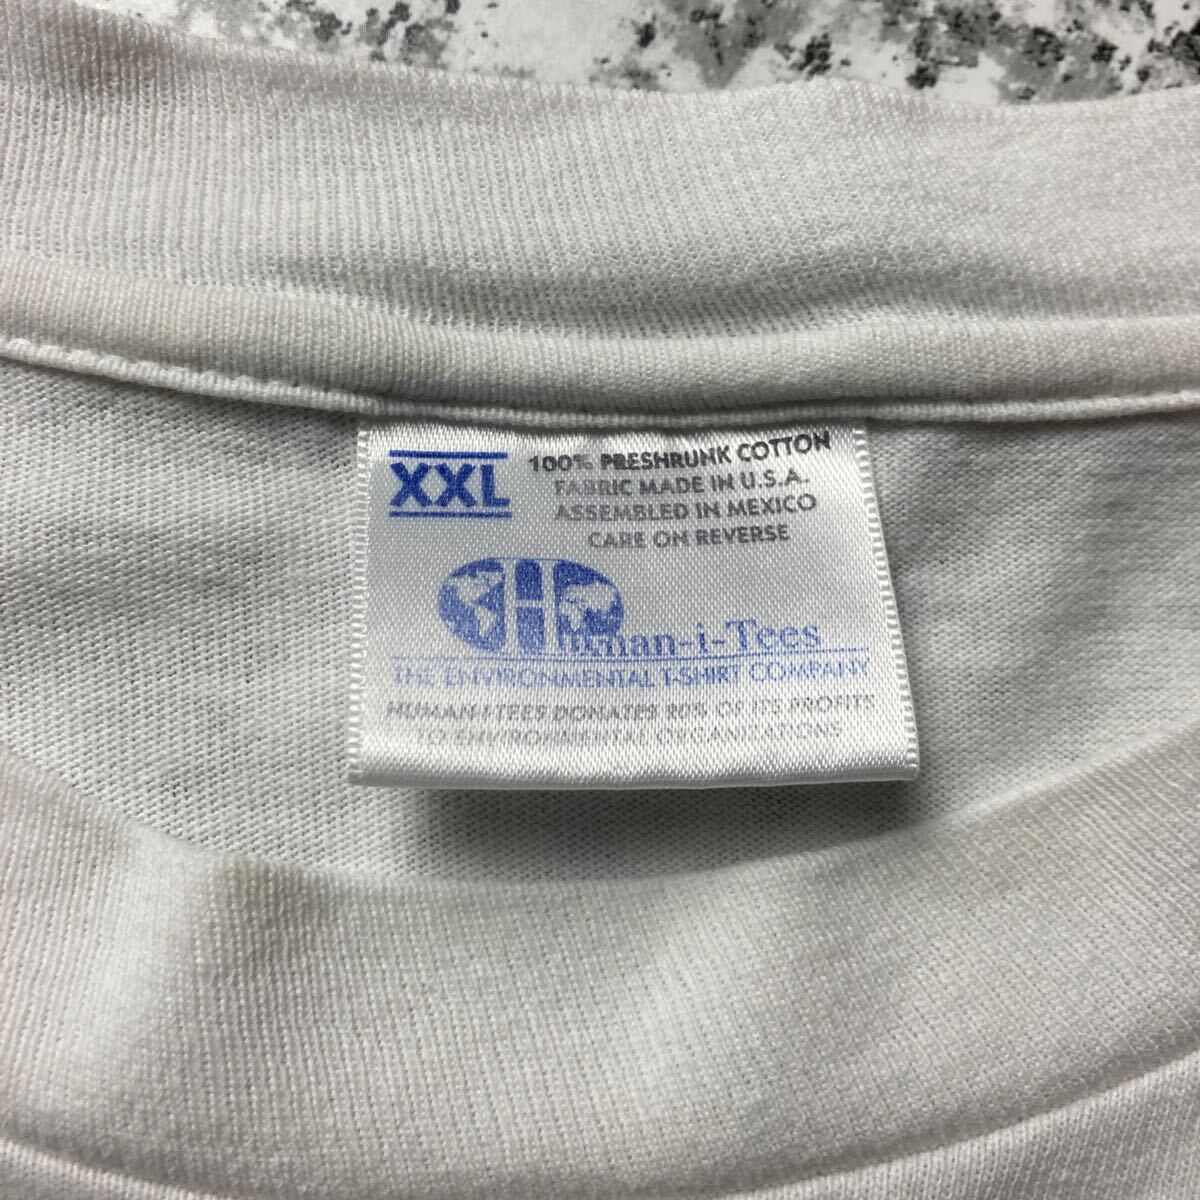 XXL
100% PRESHRUNK COTTON
FABRIC MADE IN U.S.A.
ASSEMBLED IN MEXICO
CARE ON REVERSE
Human-i-Tees
THE ENVIRONMENTAL T-SHIRT COMPANY
HUMAN-I-TEES DONATES 20% OF ITS PROFITS
TO ENVIRONMENTAL ORGANIZATIONS